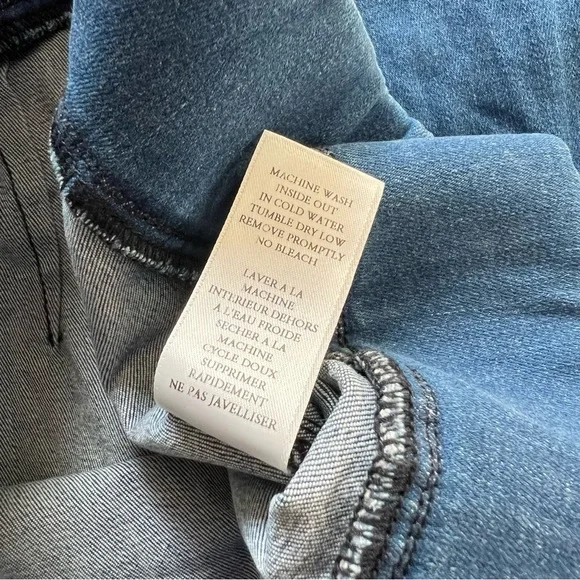 MACHINE WASH
INSIDE OUT
IN COLD WATER
TUMBLE DRY LOW
REMOVE PROMPTLY
NO BLEACH
LAVER A LA
MACHINE
INTERIEUR DEHORS
A L'EAU FROIDE
SECHER A LA
MACHINE
CYCLE DOUX
SUPPRIMER
RAPIDEMENT
NE PAS JAVELLISER